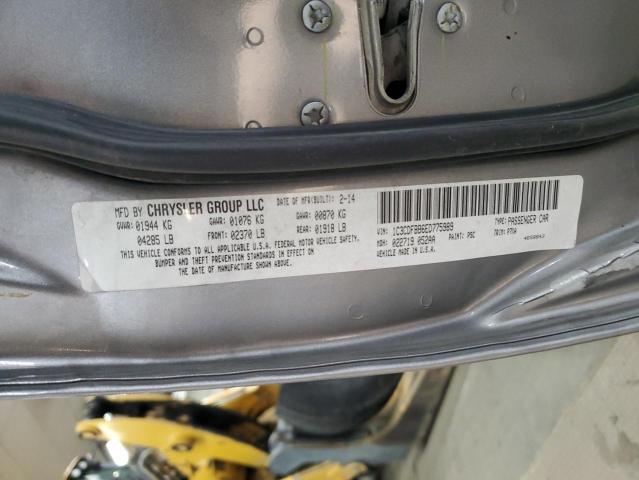 MFD BY CHRYSLER GROUP LLC DATE OF MFR(BUILT): 2-14
GVWR: 01944 KG GAWR: 01076 KG GAWR: 00870 KG
04285 LB FRONT: 02370 LB REAR: 01918 LB
THIS VEHICLE CONFORMS TO ALL APPLICABLE U.S.A. FEDERAL MOTOR VEHICLE SAFETY,
BUMPER AND THEFT PREVENTION STANDARDS IN EFFECT ON
THE DATE OF MANUFACTURE SHOWN ABOVE.
VIN: 1C3CDFBB6ED775989 TYPE: PASSENGER CAR
MDH: 022719 052AA PAINT: PSC TRIM: P7XA
VEHICLE MADE IN U.S.A.